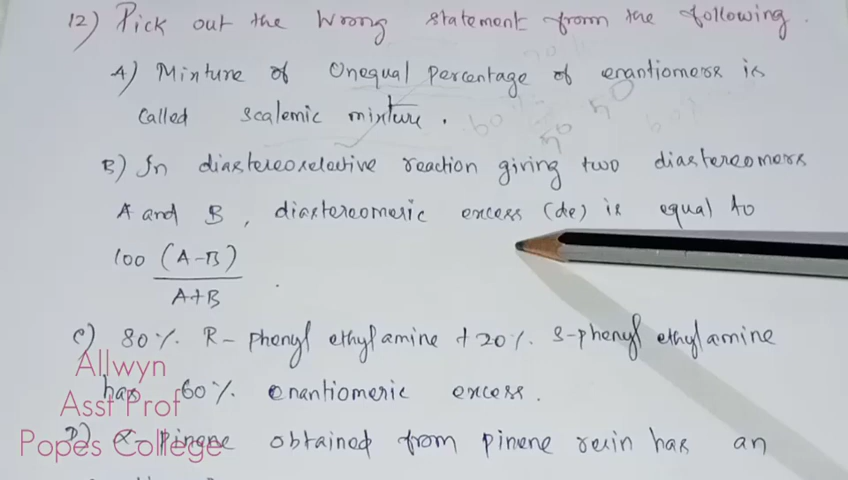 12) Pick out the Wrong statement from the following.
A) Mixture of Unequal Percentage of enantiomers is
called scalemic mixture.
B) In diastereoselective reaction giving two diastereomers
A and B, diastereomeric excess (de) is equal to
100 (A-B)
A+B
C) 80% R-phenyl ethylamine + 20% S-phenyl ethylamine
has 60% enantiomeric excess.
D) α-pinene obtained from pinene resin has an
Allwyn
Asst Prof
Popes College